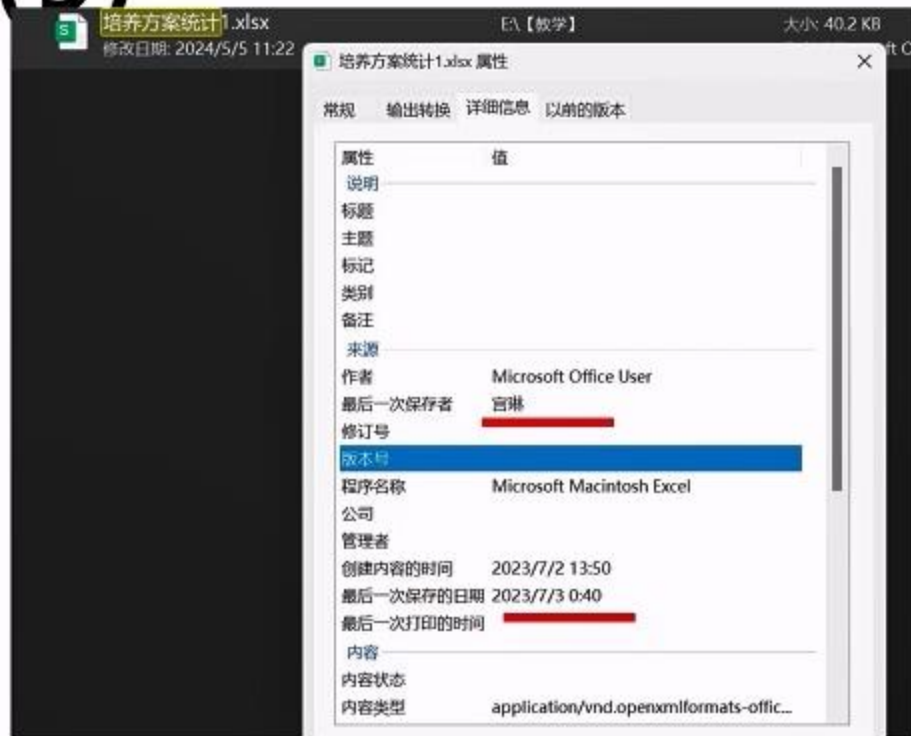 培养方案统计1.xlsx E:\【教学】 大小: 40.2 KB
修改日期: 2024/5/5 11:22
培养方案统计1.xlsx 属性
常规 输出转换 详细信息 以前的版本
属性 值
说明
标题
主题
标记
类别
备注
来源
作者 Microsoft Office User
最后一次保存者 宫琳
修订号
版本号
程序名称 Microsoft Macintosh Excel
公司
管理者
创建内容的时间 2023/7/2 13:50
最后一次保存的日期 2023/7/3 0:40
最后一次打印的时间
内容
内容状态
内容类型 application/vnd.openxmlformats-offic...